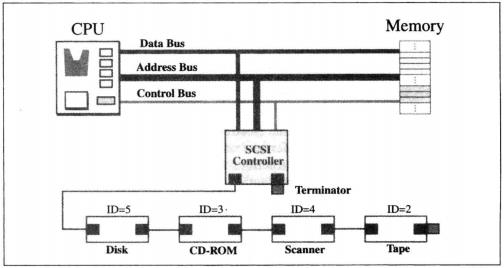 CPU
Memory
Data Bus
Address Bus
Control Bus
SCSI
Controller
Terminator
ID=5
ID=3
ID=4
ID=2
Disk
CD-ROM
Scanner
Tape